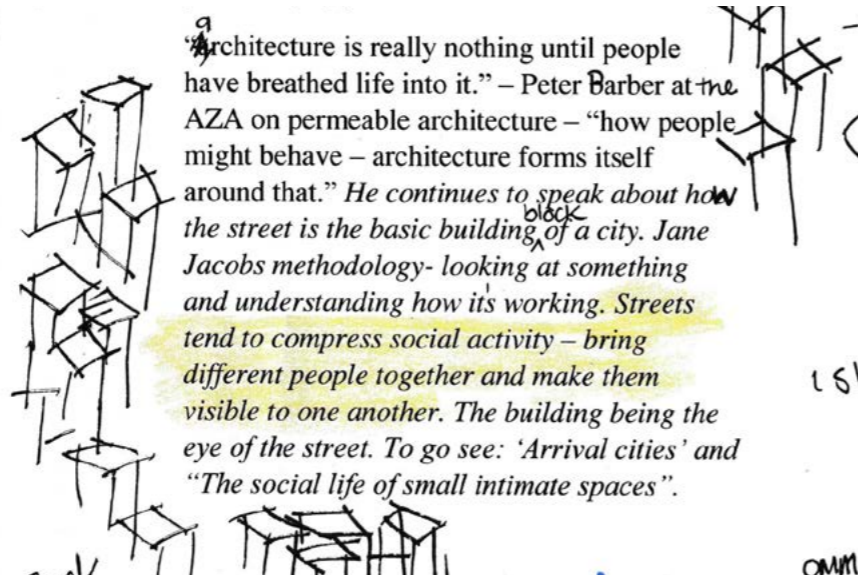 “architecture is really nothing until people
have breathed life into it.” – Peter Barber at the
AZA on permeable architecture – “how people
might behave – architecture forms itself
around that.” He continues to speak about how
the street is the basic building block of a city. Jane
Jacobs methodology- looking at something
and understanding how it's working. Streets
tend to compress social activity – bring
different people together and make them
visible to one another. The building being the
eye of the street. To go see: ‘Arrival cities’ and
“The social life of small intimate spaces”.